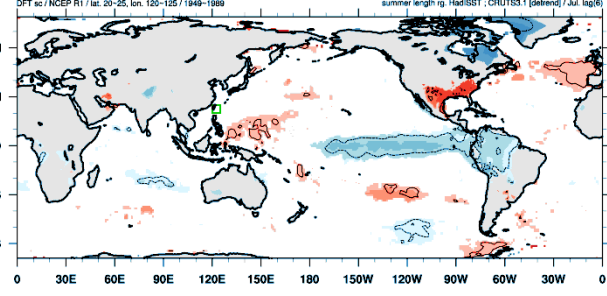 DFT sc / NCEP R1 / lat. 20-25, lon. 120-125 / 1949-1989 summer length rg. HadISST ; CRUTS3.1 [detrend] / Jul. lag(6)
0 30E 60E 90E 120E 150E 180 150W 120W 90W 60W 30W 0